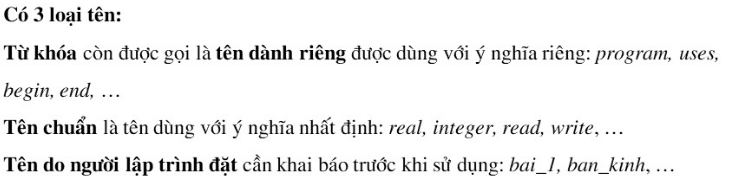 Có 3 loại tên:
Từ khóa còn được gọi là tên dành riêng được dùng với ý nghĩa riêng: program, uses,
begin, end, …
Tên chuẩn là tên dùng với ý nghĩa nhất định: real, integer, read, write, …
Tên do người lập trình đặt cần khai báo trước khi sử dụng: bai_1, ban_kinh, …